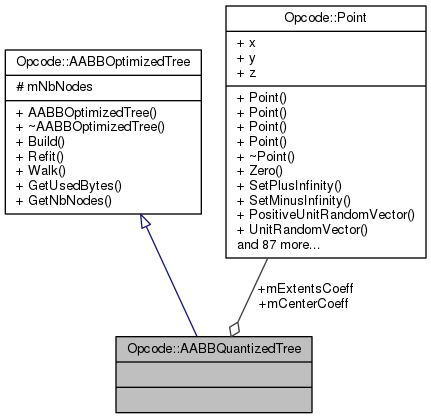 Opcode::AABBOptimizedTree
# mNbNodes
+ AABBOptimizedTree()
+ ~AABBOptimizedTree()
+ Build()
+ Refit()
+ Walk()
+ GetUsedBytes()
+ GetNbNodes()
Opcode::Point
+ x
+ y
+ z
+ Point()
+ Point()
+ Point()
+ Point()
+ ~Point()
+ Zero()
+ SetPlusInfinity()
+ SetMinusInfinity()
+ PositiveUnitRandomVector()
+ UnitRandomVector()
and 87 more...
+mExtentsCoeff
+mCenterCoeff
Opcode::AABBQuantizedTree